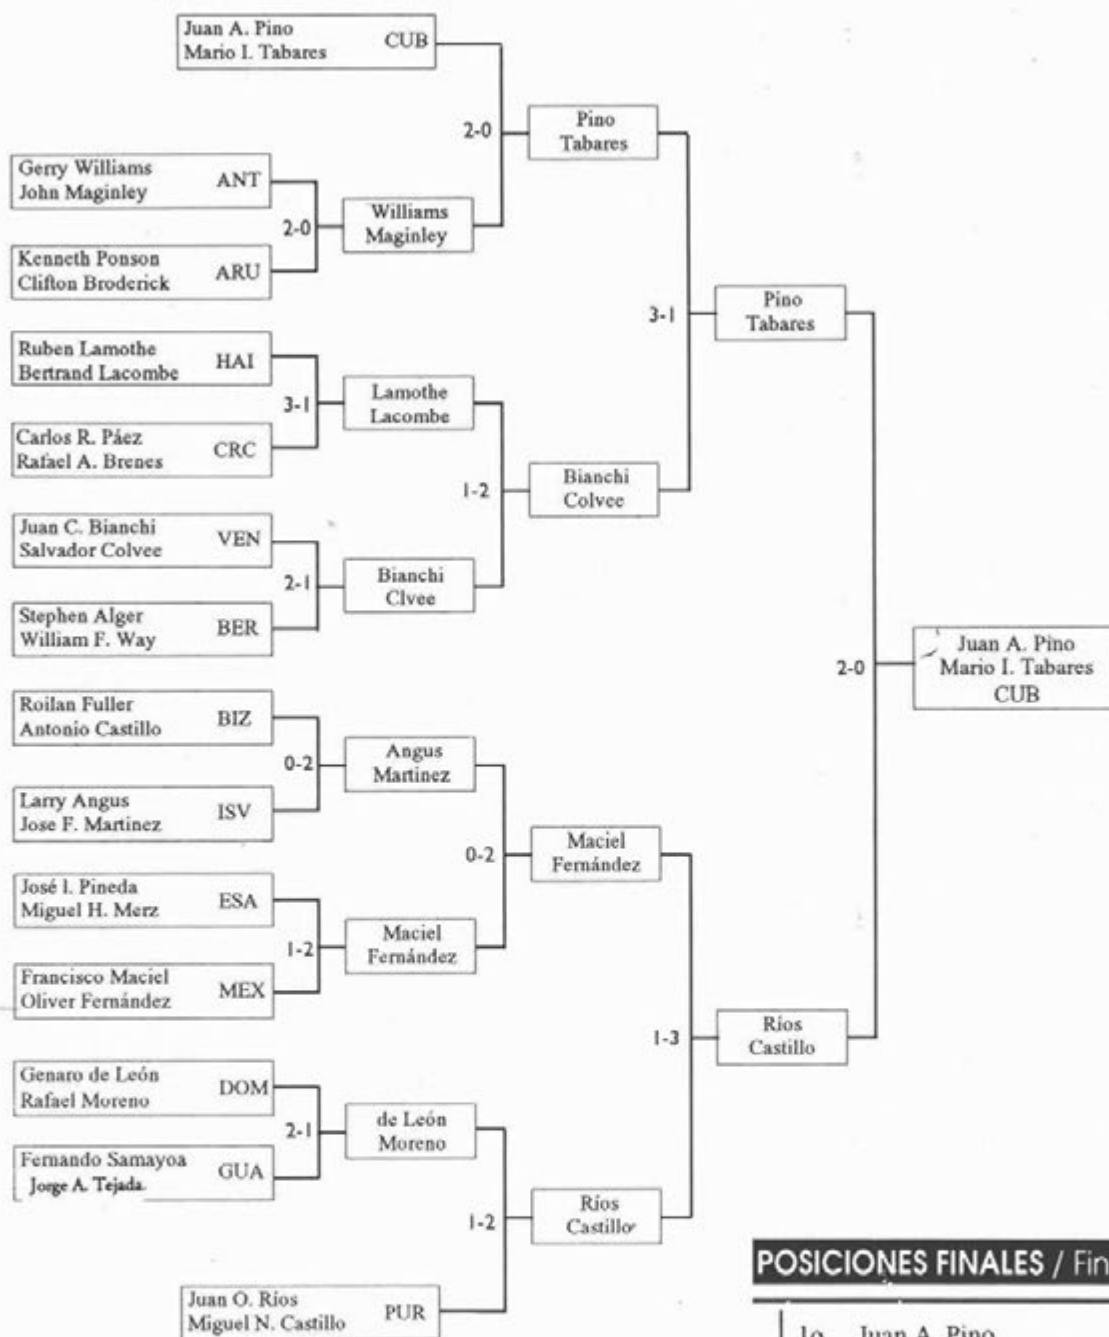 Juan A. Pino
Mario I. Tabares
CUB
2-0
Pino
Tabares
Gerry Williams
John Maginley
ANT
2-0
Williams
Maginley
Kenneth Ponson
Clifton Broderick
ARU
3-1
Pino
Tabares
Ruben Lamothe
Bertrand Lacombe
HAI
3-1
Lamothe
Lacombe
Carlos R. Páez
Rafael A. Brenes
CRC
1-2
Bianchi
Colvee
Juan C. Bianchi
Salvador Colvee
VEN
2-1
Bianchi
Clvee
Stephen Alger
William F. Way
BER
2-0
Juan A. Pino
Mario I. Tabares
CUB
Roilan Fuller
Antonio Castillo
BIZ
0-2
Angus
Martinez
Larry Angus
Jose F. Martinez
ISV
0-2
Maciel
Fernández
José I. Pineda
Miguel H. Merz
ESA
1-2
Maciel
Fernández
Francisco Maciel
Oliver Fernández
MEX
1-3
Ríos
Castillo
Genaro de León
Rafael Moreno
DOM
2-1
de León
Moreno
Fernando Samayoa
Jorge A. Tejada
GUA
1-2
Ríos
Castillo
Juan O. Ríos
Miguel N. Castillo
PUR
POSICIONES FINALES / Fin
1o Juan A. Pino